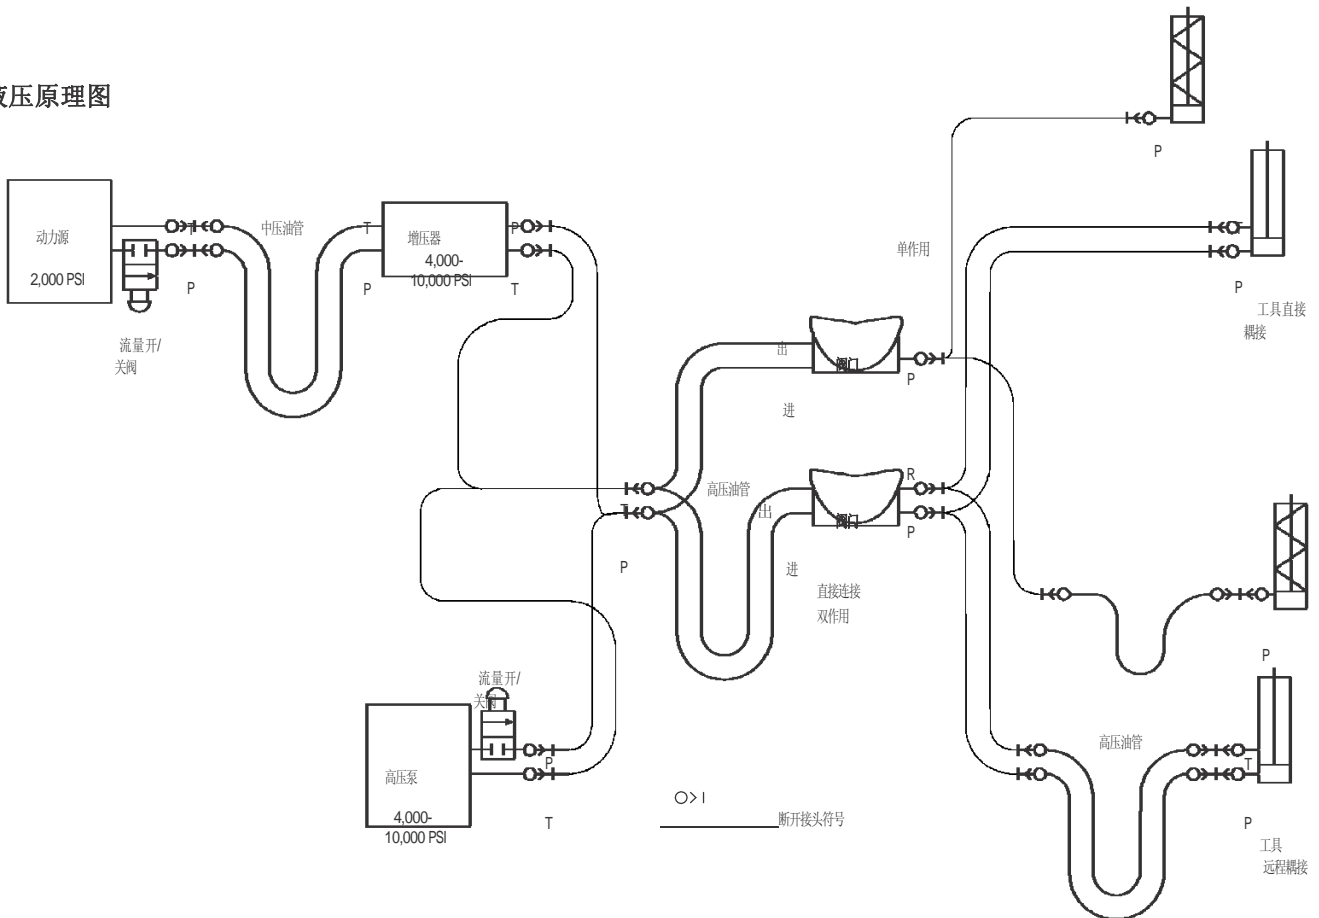 液压原理图
P
动力源
2,000 PSI
T
P
流量开/
关阀
中压油管
T
P
增压器
4,000-
10,000 PSI
P
T
单作用
T
P
工具直接
耦接
出
阀门
P
进
高压油管
T
P
R
出
阀门
P
进
直接连接
双作用
P
流量开/
关阀
高压泵
4,000-
10,000 PSI
P
T
O>I
断开接头符号
高压油管
T
P
工具
远程耦接